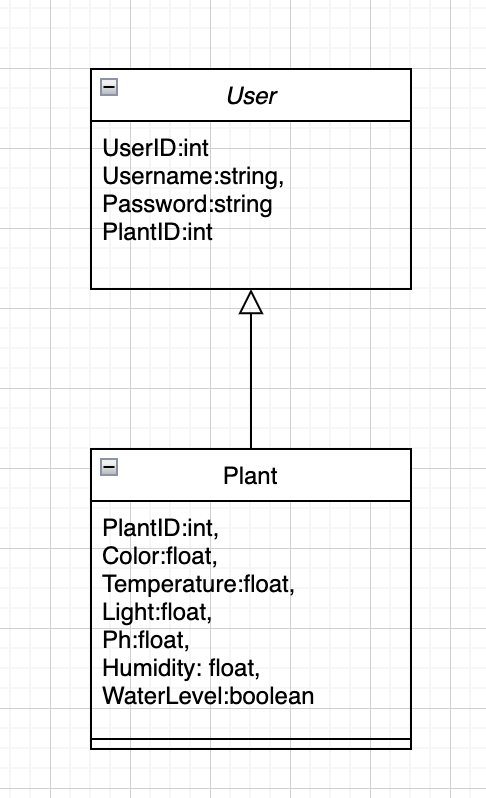 User
UserID:int
Username:string,
Password:string
PlantID:int
Plant
PlantID:int,
Color:float,
Temperature:float,
Light:float,
Ph:float,
Humidity: float,
WaterLevel:boolean